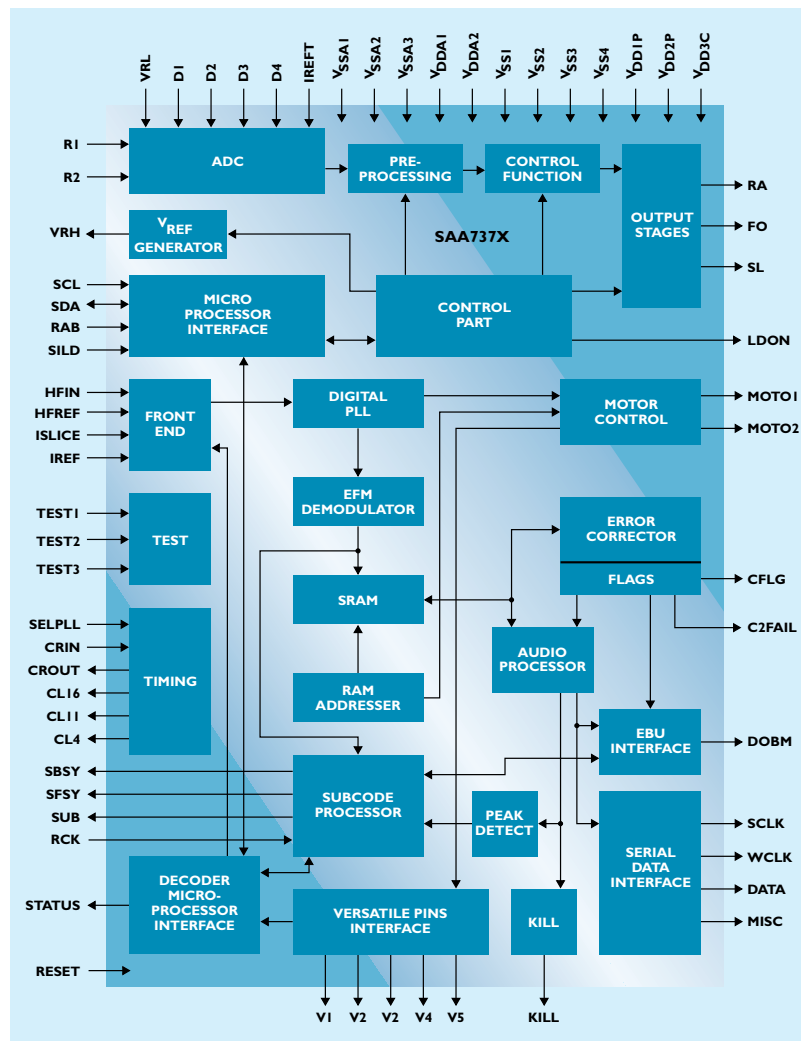 VRL
D1
D2
D3
D4
IREFT
VSSA1
VSSA2
VSSA3
VDDA1
VDDA2
VSS1
VSS2
VSS3
VSS4
VDD1P
VDD2P
VDD3C
R1
R2
ADC
PRE-
PROCESSING
CONTROL
FUNCTION
OUTPUT
STAGES
RA
FO
SL
VRH
VREF
GENERATOR
SAA737X
SCL
SDA
RAB
SILD
MICRO
PROCESSOR
INTERFACE
CONTROL
PART
LDON
HFIN
HFREF
ISLICE
IREF
FRONT
END
DIGITAL
PLL
MOTOR
CONTROL
MOTO1
MOTO2
EFM
DEMODULATOR
TEST1
TEST2
TEST3
TEST
ERROR
CORRECTOR
FLAGS
CFLG
C2FAIL
SRAM
SELPLL
CRIN
CROUT
CL16
CL11
CL4
TIMING
AUDIO
PROCESSOR
RAM
ADDRESSER
EBU
INTERFACE
DOBM
SBSY
SFSY
SUB
RCK
SUBCODE
PROCESSOR
PEAK
DETECT
SERIAL
DATA
INTERFACE
SCLK
WCLK
DATA
MISC
STATUS
DECODER
MICRO-
PROCESSOR
INTERFACE
VERSATILE PINS
INTERFACE
KILL
RESET
V1
V2
V2
V4
V5
KILL